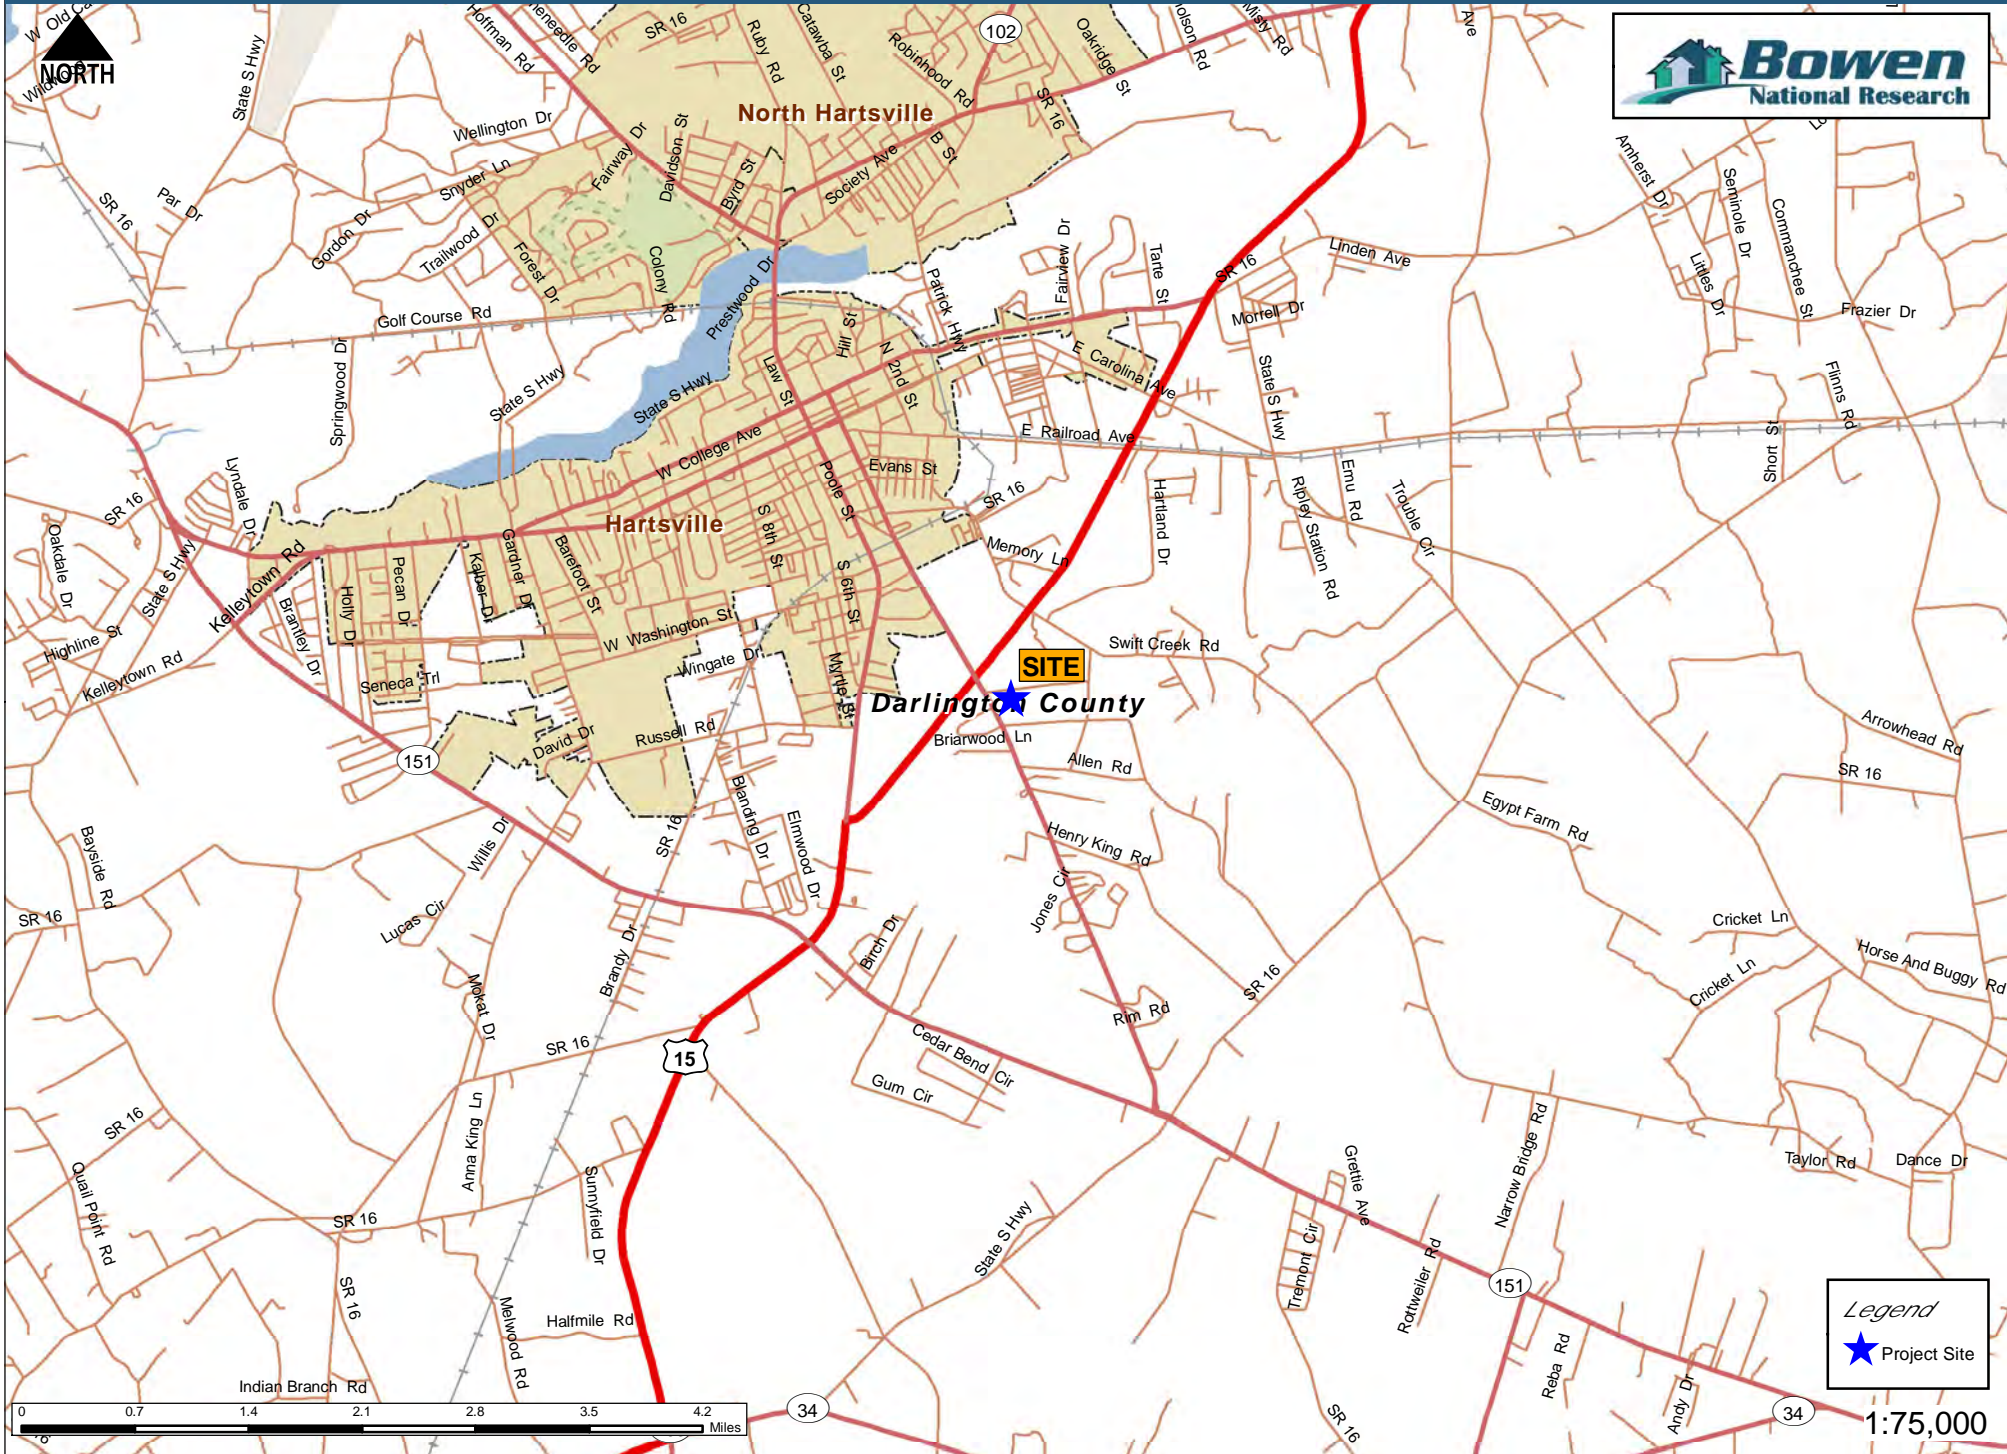 W Old Ca
NORTH
State S Hwy
Hoffman Rd
SR 16
Ruby Rd
Catawba St
Robinhood Rd
102
Oakridge St
SR 16
Misty Rd
Ave
Bowen
National Research
North Hartsville
Wellington Dr
Fairway Dr
Davidson St
Byrd St
Society Ave
B St
Snyder Ln
Par Dr
SR 16
Gordon Dr
Trailwood Dr
Forest Dr
Colony Rd
Prestwood Dr
Patrick Hwy
Fairview Dr
Tarte St
SR 16
Linden Ave
Amherst Dr
Seminole Dr
Commanchee St
Littles Dr
Frazier Dr
Morrell Dr
Golf Course Rd
Springwood Dr
State S Hwy
State S Hwy
Law St
Hill St
N 2nd St
E Carolina Ave
State S Hwy
Flinns Rd
Short St
W College Ave
E Railroad Ave
Evans St
Poole St
Lyndale Dr
SR 16
SR 16
Hartland Dr
Ripley Station Rd
Emu Rd
Trouble Cir
Hartsville
S 8th St
Oakdale Dr
State S Hwy
Kelleytown Rd
Gardner Dr
Kalber Dr
Barefoot St
Pecan Dr
Holly Dr
Brantley Dr
Memory Ln
S 6th St
W Washington St
Highline St
Kelleytown Rd
Seneca Trl
Wingate Dr
Myrtle St
Swift Creek Rd
SITE
Darlington County
Briarwood Ln
Russell Rd
David Dr
151
Allen Rd
Arrowhead Rd
SR 16
Blanding Dr
Elmwood Dr
SR 16
Willis Dr
Bayside Rd
Henry King Rd
Egypt Farm Rd
Jones Cir
SR 16
Lucas Cir
Brandy Dr
Birch Dr
Cricket Ln
Cricket Ln
Horse And Buggy Rd
Mokat Dr
SR 16
Rim Rd
SR 16
15
Cedar Bend Cir
Gum Cir
SR 16
Anna King Ln
Narrow Bridge Rd
Grettie Ave
Taylor Rd
Dance Dr
Quail Point Rd
SR 16
Sunnyfield Dr
State S Hwy
Tremont Cir
Rottweiler Rd
151
SR 16
Melwood Rd
Halfmile Rd
Legend
Project Site
Reba Rd
Andy Dr
Indian Branch Rd
34
SR 16
34
0 0.7 1.4 2.1 2.8 3.5 4.2
Miles
1:75,000